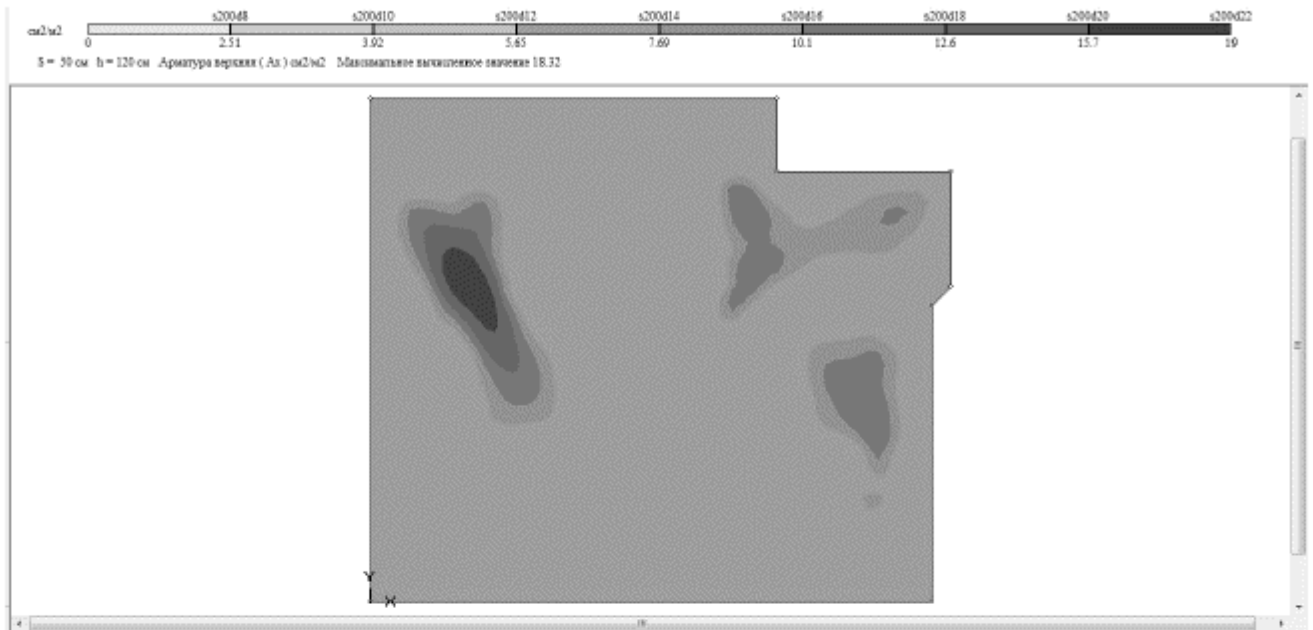 s200d8 s200d10 s200d12 s200d14 s200d16 s200d18 s200d20 s200d22
см2/м2
0 2.51 3.92 5.65 7.69 10.1 12.6 15.7 19
S = 50 см h = 120 см Арматура верхняя ( Ax ) см2/м2 Максимальное вычисленное значение 18.32
Y
X